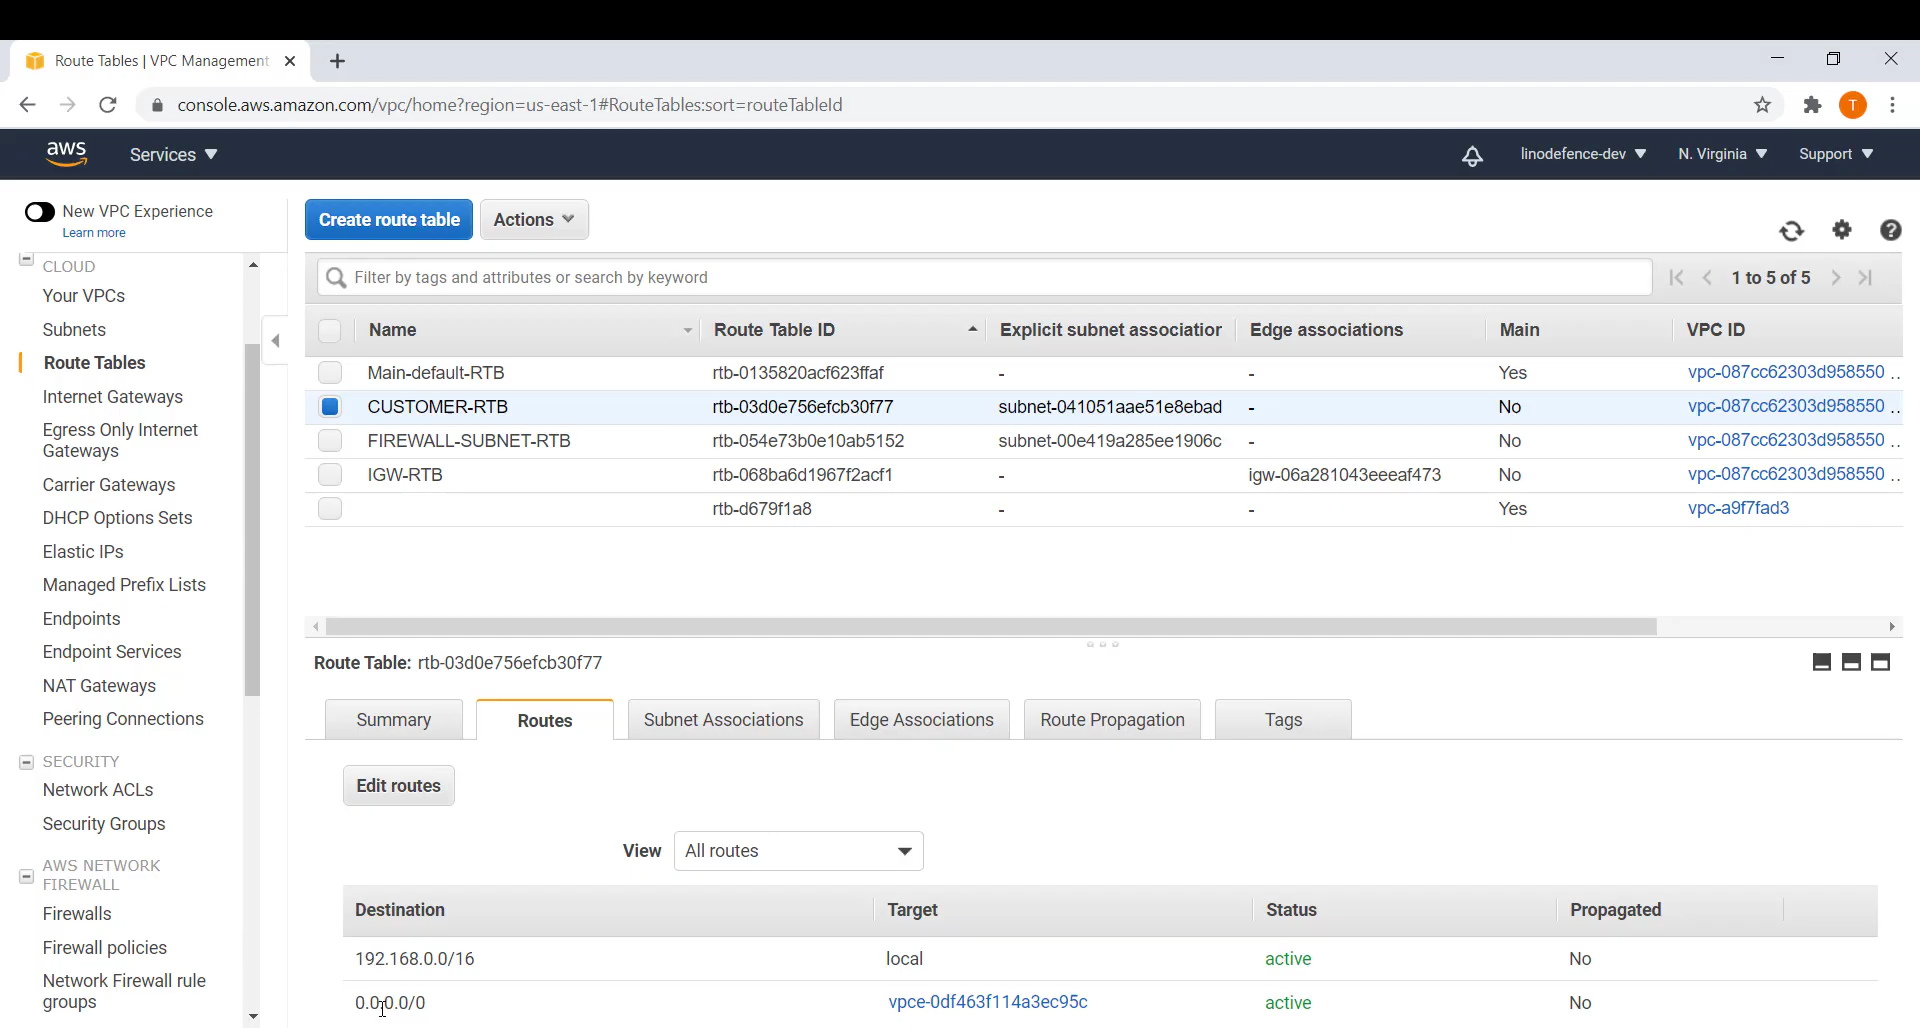 Route Tables | VPC Management
console.aws.amazon.com/vpc/home?region=us-east-1#RouteTables:sort=routeTableId
T
aws
Services
linodefence-dev
N. Virginia
Support
New VPC Experience
Learn more
CLOUD
Your VPCs
Subnets
Route Tables
Internet Gateways
Egress Only Internet
Gateways
Carrier Gateways
DHCP Options Sets
Elastic IPs
Managed Prefix Lists
Endpoints
Endpoint Services
NAT Gateways
Peering Connections
SECURITY
Network ACLs
Security Groups
AWS NETWORK
FIREWALL
Firewalls
Firewall policies
Network Firewall rule
groups
Create route table
Actions
Filter by tags and attributes or search by keyword
1 to 5 of 5
Name Route Table ID Explicit subnet association Edge associations Main VPC ID
Main-default-RTB rtb-0135820acf623ffaf - - Yes vpc-087cc62303d958550 ..
CUSTOMER-RTB rtb-03d0e756efcb30f77 subnet-041051aae51e8ebad - No vpc-087cc62303d958550 ..
FIREWALL-SUBNET-RTB rtb-054e73b0e10ab5152 subnet-00e419a285ee1906c - No vpc-087cc62303d958550 ..
IGW-RTB rtb-068ba6d1967f2acf1 - igw-06a281043eeeaf473 No vpc-087cc62303d958550 ..
rtb-d679f1a8 - - Yes vpc-a9f7fad3
Route Table: rtb-03d0e756efcb30f77
Summary Routes Subnet Associations Edge Associations Route Propagation Tags
Edit routes
View All routes
Destination Target Status Propagated
192.168.0.0/16 local active No
0.0.0.0/0 vpce-0df463f114a3ec95c active No